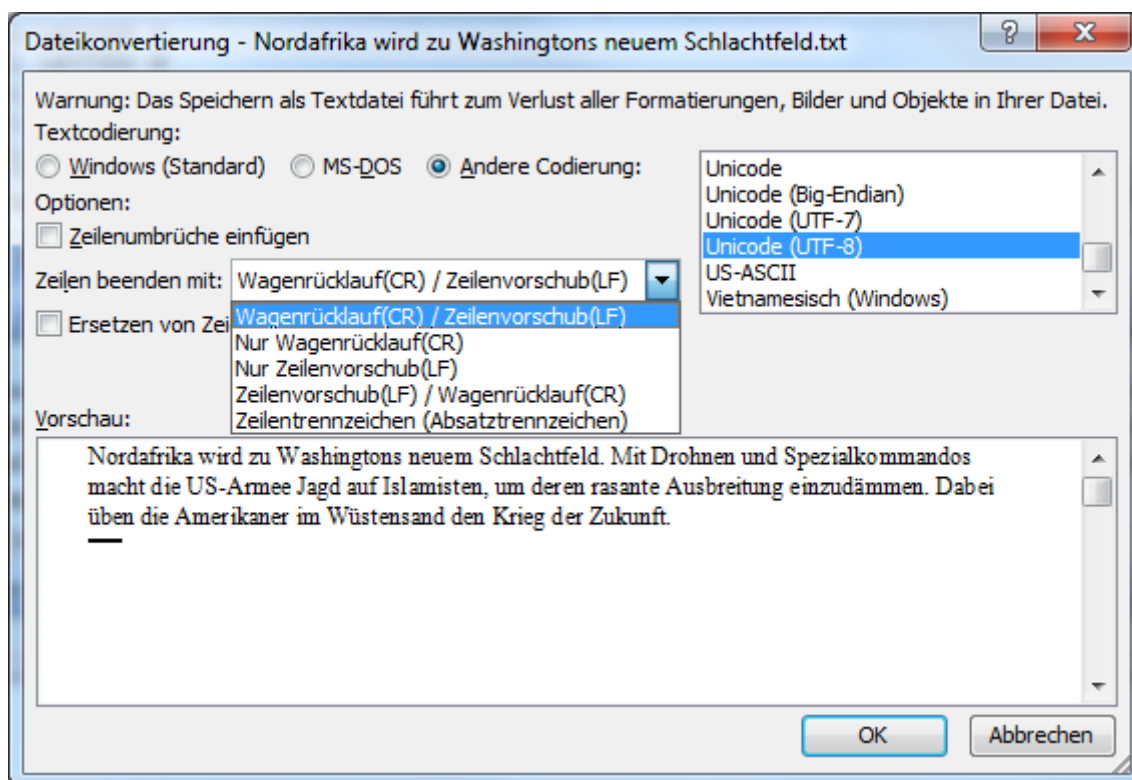 Dateikonvertierung - Nordafrika wird zu Washingtons neuem Schlachtfeld.txt
Warnung: Das Speichern als Textdatei führt zum Verlust aller Formatierungen, Bilder und Objekte in Ihrer Datei.
Textcodierung:
Windows (Standard) MS-DOS Andere Codierung:
Unicode
Unicode (Big-Endian)
Unicode (UTF-7)
Unicode (UTF-8)
US-ASCII
Vietnamesisch (Windows)
Optionen:
Zeilenumbrüche einfügen
Zeilen beenden mit: Wagenrücklauf(CR) / Zeilenvorschub(LF)
Wagenrücklauf(CR) / Zeilenvorschub(LF)
Nur Wagenrücklauf(CR)
Nur Zeilenvorschub(LF)
Zeilenvorschub(LF) / Wagenrücklauf(CR)
Zeilentrennzeichen (Absatztrennzeichen)
Ersetzen von Zei
Vorschau:
Nordafrika wird zu Washingtons neuem Schlachtfeld. Mit Drohnen und Spezialkommandos
macht die US-Armee Jagd auf Islamisten, um deren rasante Ausbreitung einzudämmen. Dabei
üben die Amerikaner im Wüstensand den Krieg der Zukunft.
OK Abbrechen